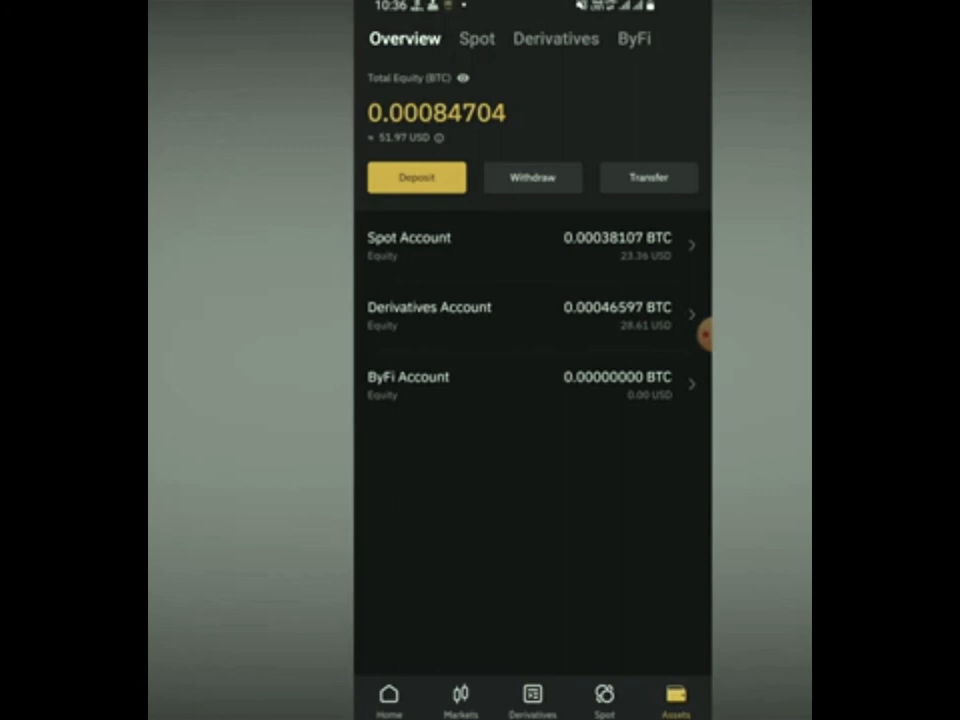 10:36
Overview Spot Derivatives ByFi
Total Equity (BTC)
0.00084704
≈ 51.97 USD
Deposit Withdraw Transfer
Spot Account 0.00038107 BTC
Equity 23.36 USD
Derivatives Account 0.00046597 BTC
Equity 28.61 USD
ByFi Account 0.00000000 BTC
Equity 0.00 USD
Home Markets Derivatives Spot Assets